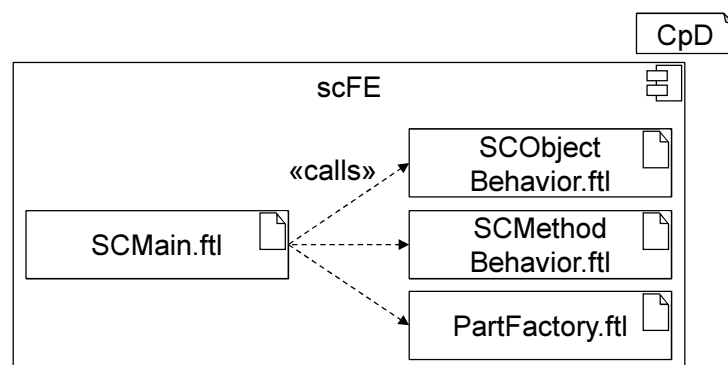 CpD
scFE
«calls»
SCObject
Behavior.ftl
SCMain.ftl
SCMethod
Behavior.ftl
PartFactory.ftl